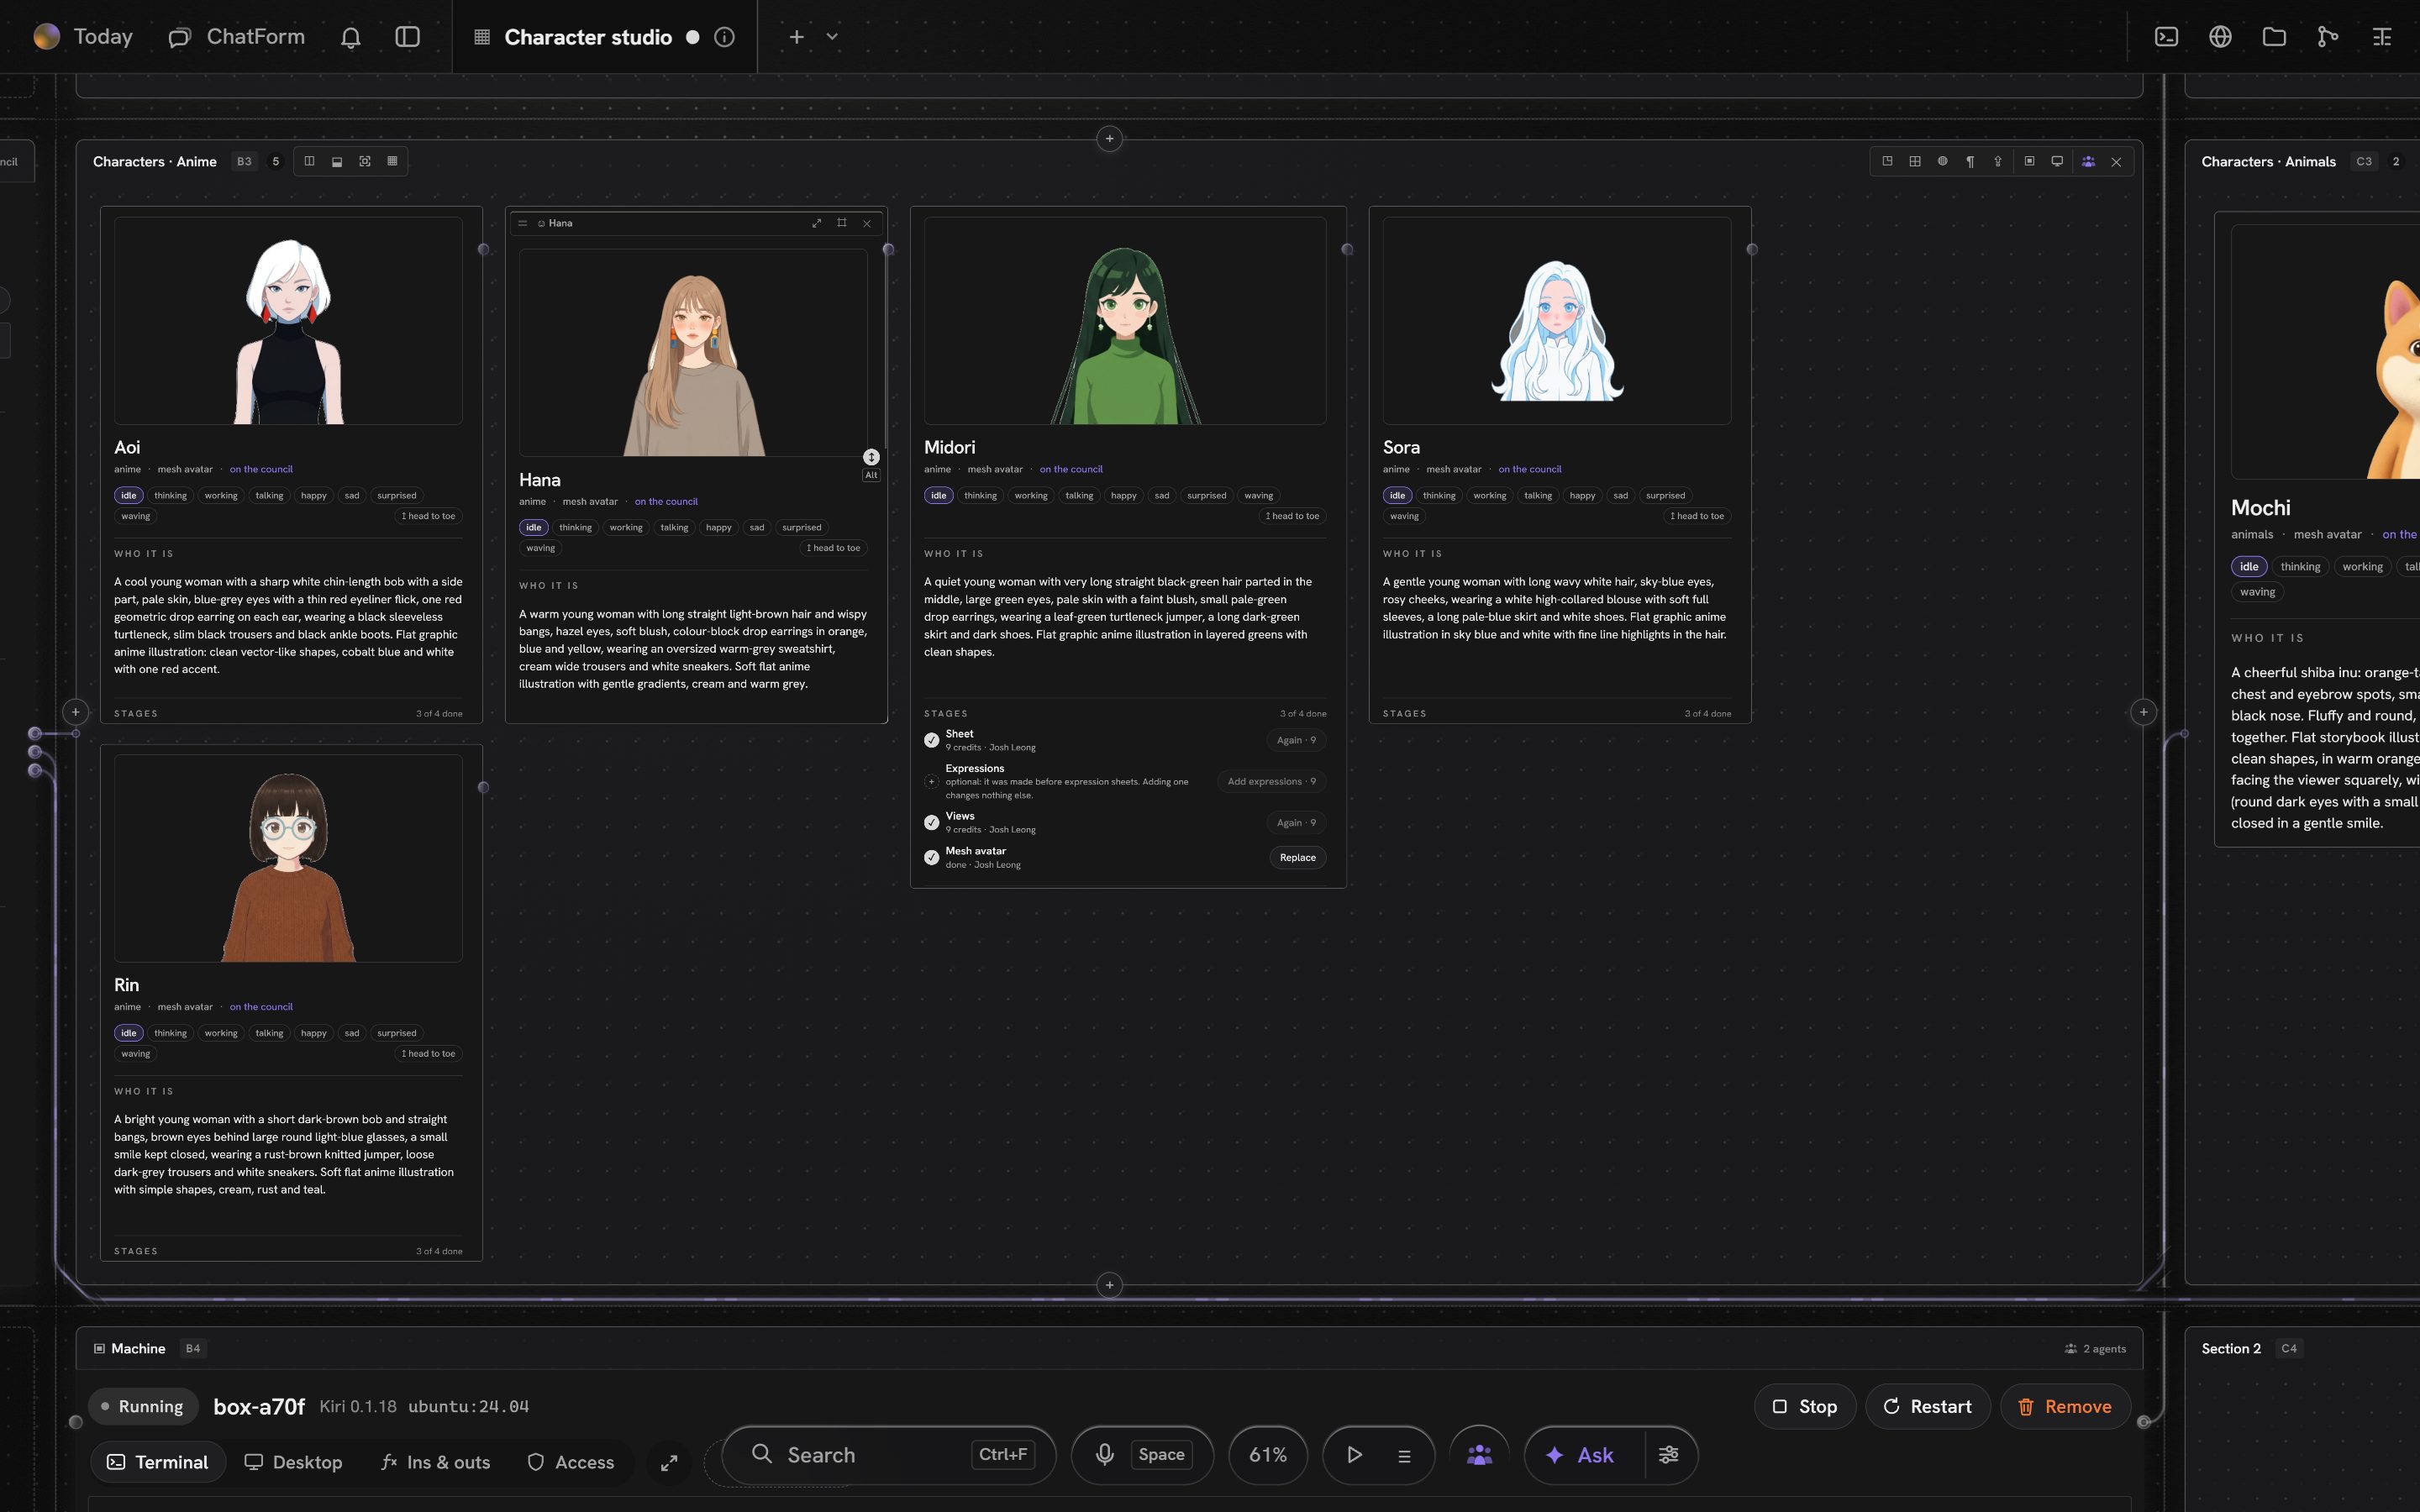 Today
ChatForm
Character studio
ncil
Characters · Anime
B3
5
Characters · Animals
C3
2
Aoi
anime · mesh avatar · on the council
idle thinking working talking happy sad surprised
waving
head to toe
WHO IT IS
A cool young woman with a sharp white chin-length bob with a side
part, pale skin, blue-grey eyes with a thin red eyeliner flick, one red
geometric drop earring on each ear, wearing a black sleeveless
turtleneck, slim black trousers and black ankle boots. Flat graphic
anime illustration: clean vector-like shapes, cobalt blue and white
with one red accent.
STAGES
3 of 4 done
Hana
Alt
Hana
anime · mesh avatar · on the council
idle thinking working talking happy sad surprised
waving
head to toe
WHO IT IS
A warm young woman with long straight light-brown hair and wispy
bangs, hazel eyes, soft blush, colour-block drop earrings in orange,
blue and yellow, wearing an oversized warm-grey sweatshirt,
cream wide trousers and white sneakers. Soft flat anime
illustration with gentle gradients, cream and warm grey.
Midori
anime · mesh avatar · on the council
idle thinking working talking happy sad surprised waving
head to toe
WHO IT IS
A quiet young woman with very long straight black-green hair parted in the
middle, large green eyes, pale skin with a faint blush, small pale-green
drop earrings, wearing a leaf-green turtleneck jumper, a long dark-green
skirt and dark shoes. Flat graphic anime illustration in layered greens with
clean shapes.
STAGES
3 of 4 done
Sheet
9 credits · Josh Leong
Again · 9
Expressions
optional: it was made before expression sheets. Adding one
changes nothing else.
Add expressions · 9
Views
9 credits · Josh Leong
Again · 9
Mesh avatar
done · Josh Leong
Replace
Sora
anime · mesh avatar · on the council
idle thinking working talking happy sad surprised
waving
head to toe
WHO IT IS
A gentle young woman with long wavy white hair, sky-blue eyes,
rosy cheeks, wearing a white high-collared blouse with soft full
sleeves, a long pale-blue skirt and white shoes. Flat graphic anime
illustration in sky blue and white with fine line highlights in the hair.
STAGES
3 of 4 done
Mochi
animals · mesh avatar · on the
idle thinking working tal
waving
WHO IT IS
A cheerful shiba inu: orange-t
chest and eyebrow spots, sma
black nose. Fluffy and round,
together. Flat storybook illust
clean shapes, in warm orange
facing the viewer squarely, wi
(round dark eyes with a small
closed in a gentle smile.
Rin
anime · mesh avatar · on the council
idle thinking working talking happy sad surprised
waving
head to toe
WHO IT IS
A bright young woman with a short dark-brown bob and straight
bangs, brown eyes behind large round light-blue glasses, a small
smile kept closed, wearing a rust-brown knitted jumper, loose
dark-grey trousers and white sneakers. Soft flat anime illustration
with simple shapes, cream, rust and teal.
STAGES
3 of 4 done
Machine
B4
2 agents
Section 2
C4
Running
box-a70f
Kiri 0.1.18
ubuntu:24.04
Stop
Restart
Remove
Terminal
Desktop
Ins & outs
Access
Search
Ctrl+F
Space
61%
Ask